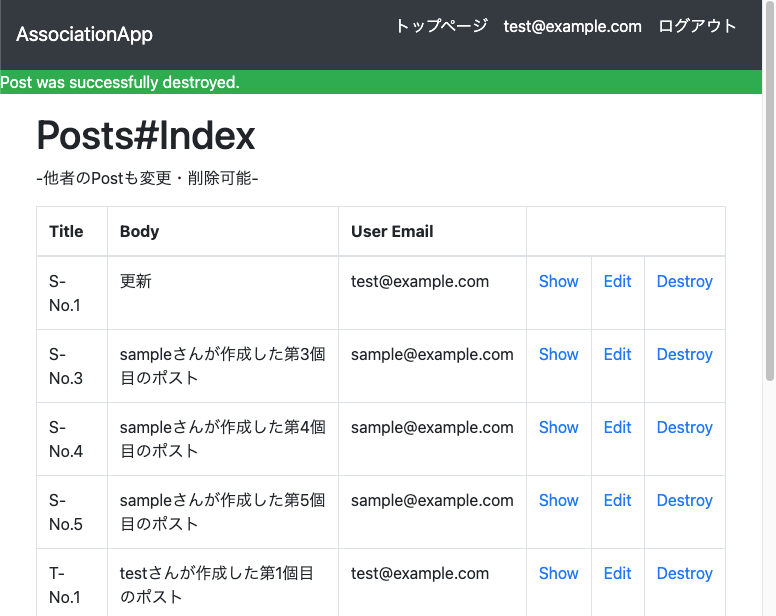 AssociationApp
トップページ test@example.com ログアウト
Post was successfully destroyed.
Posts#Index
-他者のPostも変更・削除可能-
Title Body User Email
S-
No.1
更新
test@example.com
Show Edit Destroy
S-
No.3
sampleさんが作成した第3個
目のポスト
sample@example.com
Show Edit Destroy
S-
No.4
sampleさんが作成した第4個
目のポスト
sample@example.com
Show Edit Destroy
S-
No.5
sampleさんが作成した第5個
目のポスト
sample@example.com
Show Edit Destroy
T-
No.1
testさんが作成した第1個目
のポスト
test@example.com
Show Edit Destroy